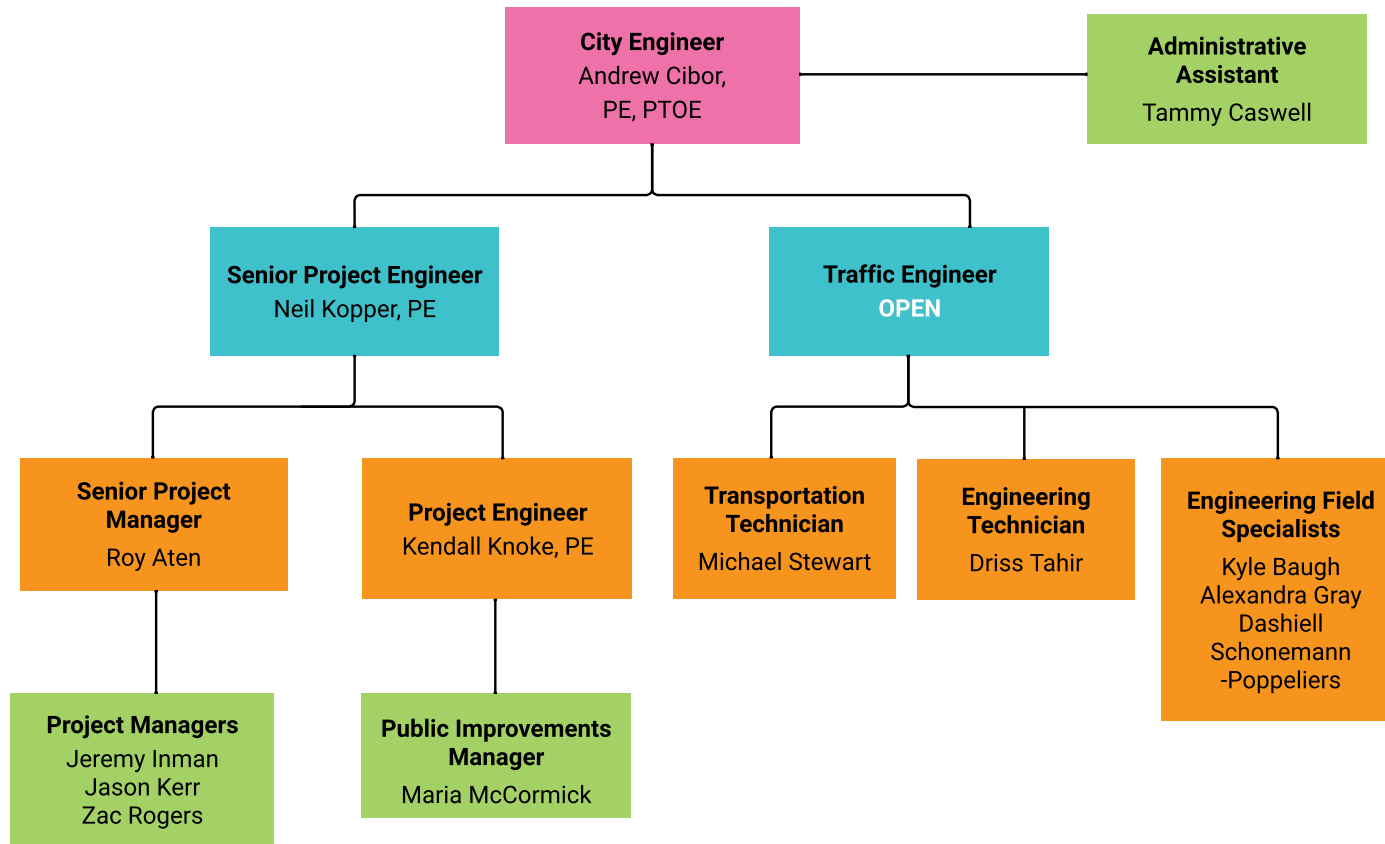 City Engineer
Andrew Cibor,
PE, PTOE
Administrative
Assistant
Tammy Caswell
Senior Project Engineer
Neil Kopper, PE
Traffic Engineer
OPEN
Senior Project
Manager
Roy Aten
Project Engineer
Kendall Knoke, PE
Transportation
Technician
Michael Stewart
Engineering
Technician
Driss Tahir
Engineering Field
Specialists
Kyle Baugh
Alexandra Gray
Dashiell
Schonemann
-Poppeliers
Project Managers
Jeremy Inman
Jason Kerr
Zac Rogers
Public Improvements
Manager
Maria McCormick